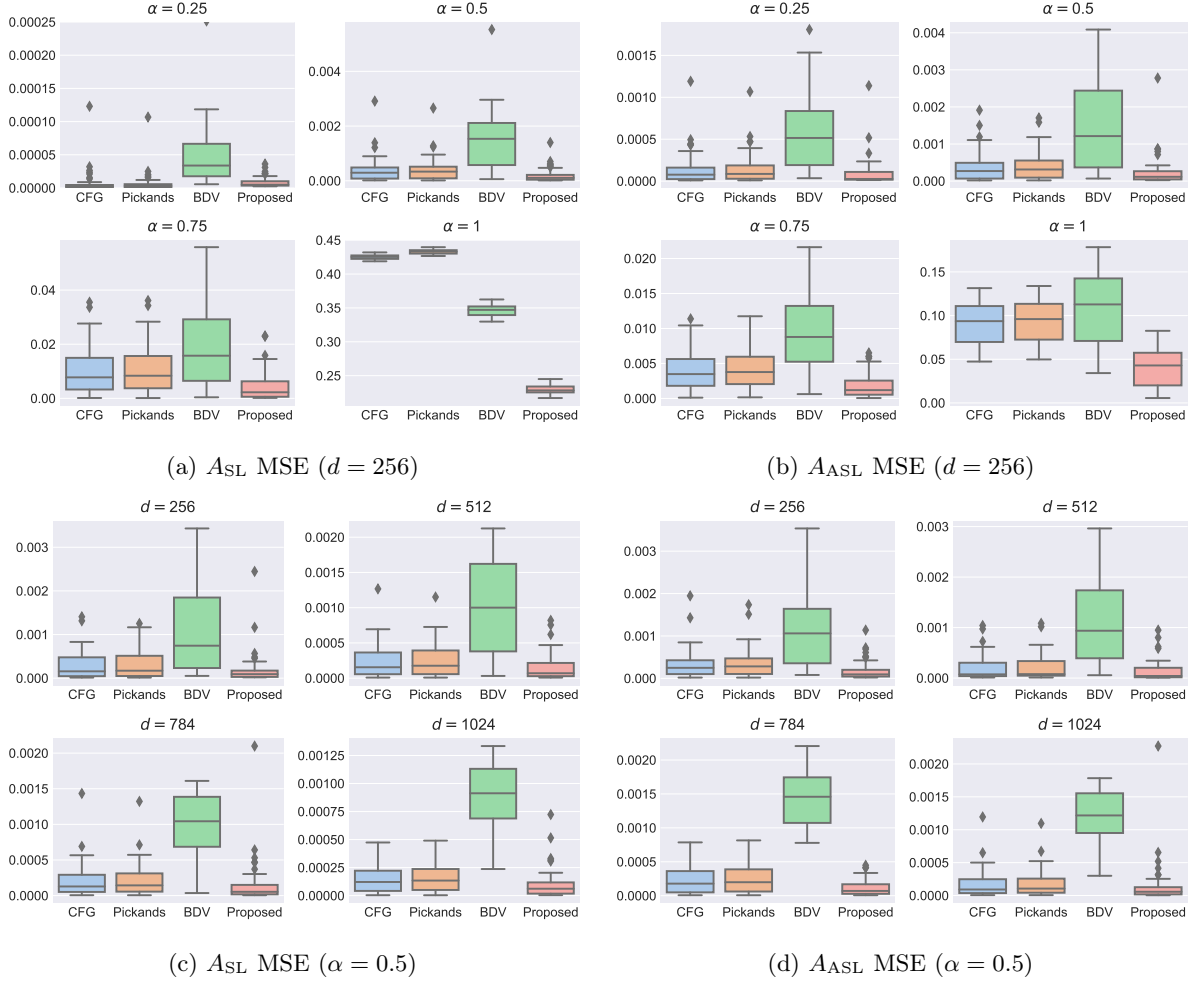 α = 0.25
0.00025
0.00020
0.00015
0.00010
0.00005
0.00000
CFG Pickands BDV Proposed
α = 0.5
0.004
0.002
0.000
CFG Pickands BDV Proposed
α = 0.75
0.04
0.02
0.00
CFG Pickands BDV Proposed
α = 1
0.45
0.40
0.35
0.30
0.25
CFG Pickands BDV Proposed
(a) A_SL MSE (d = 256)
α = 0.25
0.0015
0.0010
0.0005
0.0000
CFG Pickands BDV Proposed
α = 0.5
0.004
0.003
0.002
0.001
0.000
CFG Pickands BDV Proposed
α = 0.75
0.020
0.015
0.010
0.005
0.000
CFG Pickands BDV Proposed
α = 1
0.15
0.10
0.05
0.00
CFG Pickands BDV Proposed
(b) A_ASL MSE (d = 256)
d = 256
0.003
0.002
0.001
0.000
CFG Pickands BDV Proposed
d = 512
0.0020
0.0015
0.0010
0.0005
0.0000
CFG Pickands BDV Proposed
d = 784
0.0020
0.0015
0.0010
0.0005
0.0000
CFG Pickands BDV Proposed
d = 1024
0.00125
0.00100
0.00075
0.00050
0.00025
0.00000
CFG Pickands BDV Proposed
(c) A_SL MSE (α = 0.5)
d = 256
0.003
0.002
0.001
0.000
CFG Pickands BDV Proposed
d = 512
0.003
0.002
0.001
0.000
CFG Pickands BDV Proposed
d = 784
0.0020
0.0015
0.0010
0.0005
0.0000
CFG Pickands BDV Proposed
d = 1024
0.0020
0.0015
0.0010
0.0005
0.0000
CFG Pickands BDV Proposed
(d) A_ASL MSE (α = 0.5)